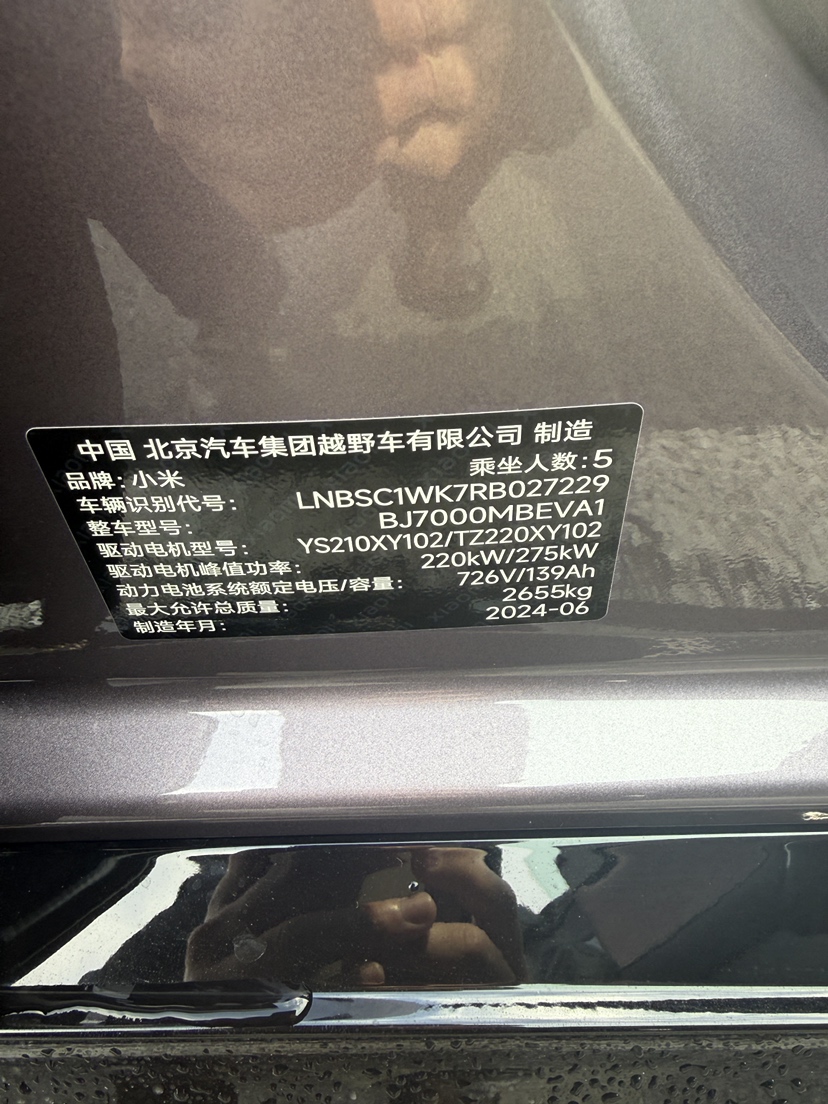 中国 北京汽车集团越野车有限公司 制造
品牌: 小米 乘坐人数: 5
车辆识别代号: LNBSC1WK7RB027229
整车型号: BJ7000MBEVA1
驱动电机型号: YS210XY102/TZ220XY102
驱动电机峰值功率: 220kW/275kW
动力电池系统额定电压/容量: 726V/139Ah
最大允许总质量: 2655kg
制造年月: 2024-06